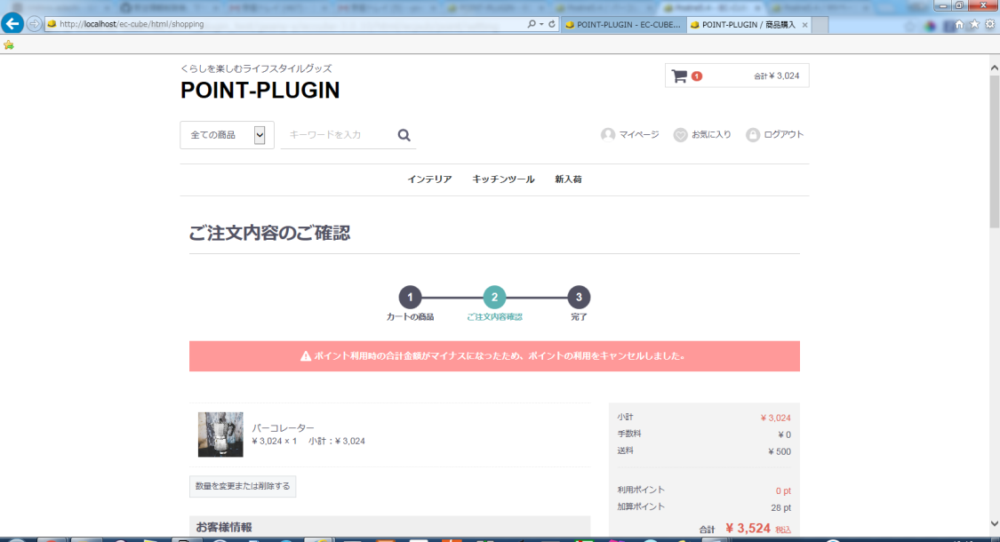 http://localhost/ec-cube/html/shopping
POINT-PLUGIN - EC-CUBE...
POINT-PLUGIN / 商品購入
くらしを楽しむライフスタイルグッズ
POINT-PLUGIN
1
合計 ¥ 3,024
全ての商品
キーワードを入力
マイページ
お気に入り
ログアウト
インテリア
キッチンツール
新入荷
ご注文内容のご確認
1
2
3
カートの商品
ご注文内容確認
完了
ポイント利用時の合計金額がマイナスになったため、ポイントの利用をキャンセルしました。
パーコレーター
¥ 3,024 × 1 小計:¥ 3,024
数量を変更または削除する
お客様情報
小計 ¥ 3,024
手数料 ¥ 0
送料 ¥ 500
利用ポイント 0 pt
加算ポイント 28 pt
合計 ¥ 3,524 税込